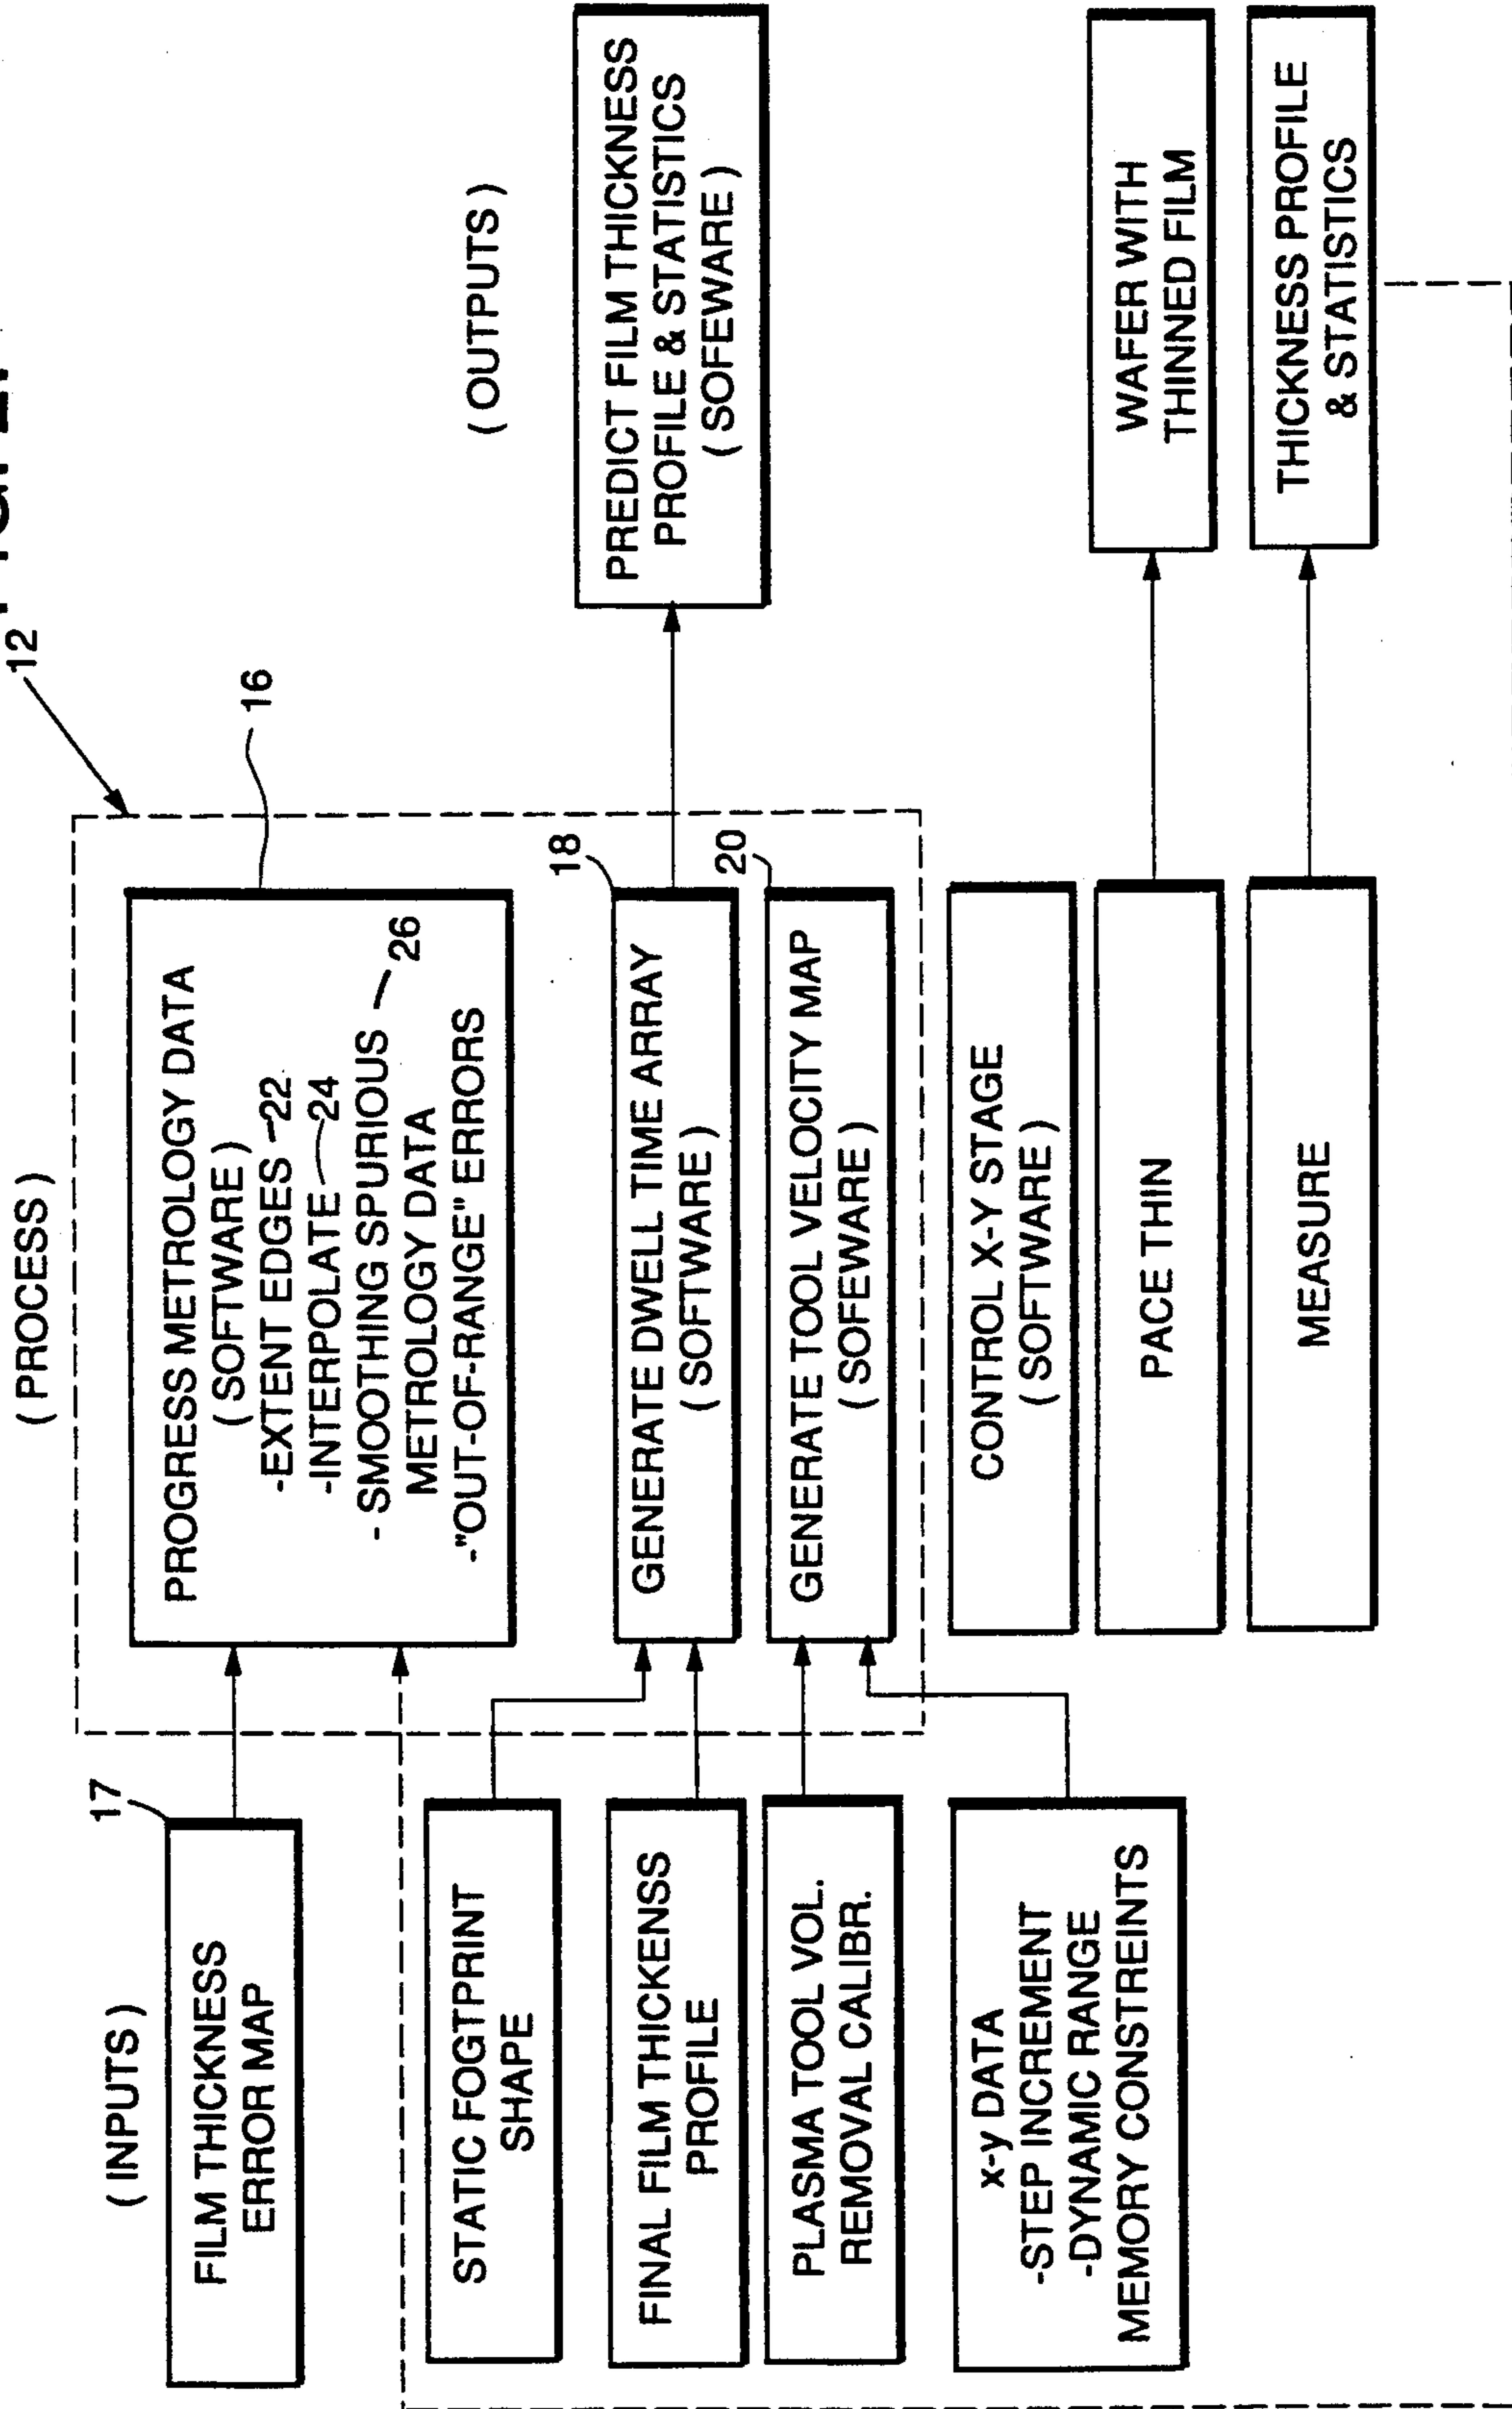 12
( INPUTS )
17
FILM THICKNESS
ERROR MAP
STATIC FOGTPRINT
SHAPE
FINAL FILM THICKENSS
PROFILE
PLASMA TOOL VOL.
REMOVAL CALIBR.
x-y DATA
-STEP INCREMENT
-DYNAMIC RANGE
MEMORY CONSTREINTS
( PROCESS )
16
PROGRESS METROLOGY DATA
( SOFTWARE )
-EXTENT EDGES 22
-INTERPOLATE 24
- SMOOTHING SPURIOUS 26
METROLOGY DATA
-"OUT-OF-RANGE" ERRORS
18
GENERATE DWELL TIME ARRAY
( SOFTWARE )
20
GENERATE TOOL VELOCITY MAP
( SOFEWARE )
CONTROL X-Y STAGE
( SOFTWARE )
PACE THIN
MEASURE
( OUTPUTS )
PREDICT FILM THICKNESS
PROFILE & STATISTICS
( SOFEWARE )
WAFER WITH
THINNED FILM
THICKNESS PROFILE
& STATISTICS